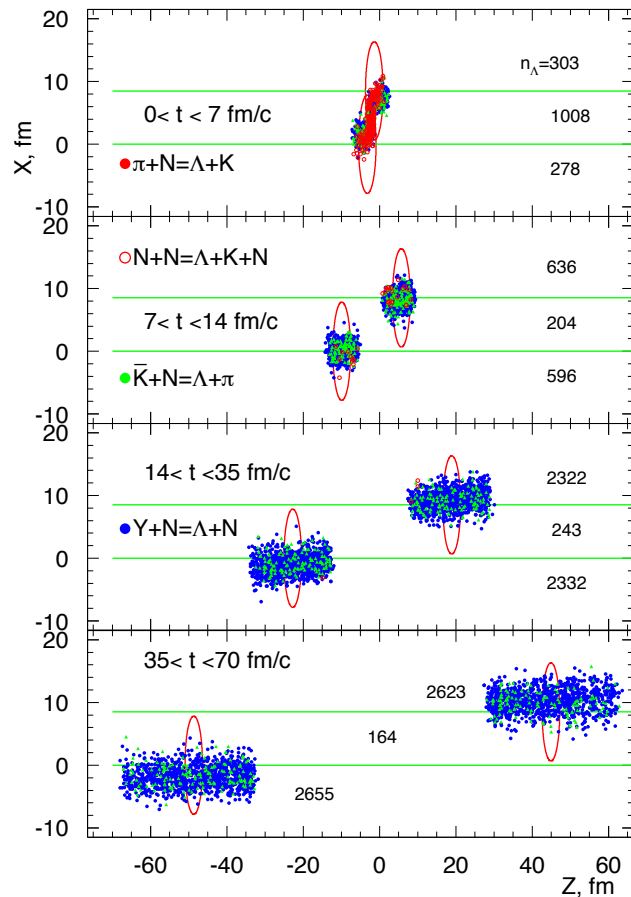 20
10
0
-10
n_Λ=303
0< t < 7 fm/c
1008
π+N=Λ+K
278
X, fm
20
10
0
-10
N+N=Λ+K+N
636
7< t <14 fm/c
204
K̄+N=Λ+π
596
20
10
0
-10
14< t <35 fm/c
2322
Y+N=Λ+N
243
2332
20
10
0
-10
35< t <70 fm/c
2623
164
2655
-60 -40 -20 0 20 40 60
Z, fm